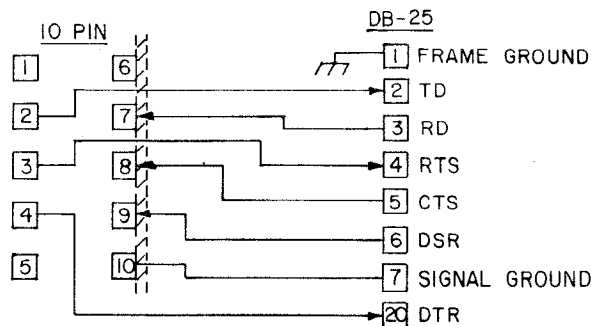 10 PIN
DB-25
1 6
1 FRAME GROUND
2 TD
2 7
3 RD
3 8
4 RTS
5 CTS
4 9
6 DSR
5 10
7 SIGNAL GROUND
20 DTR